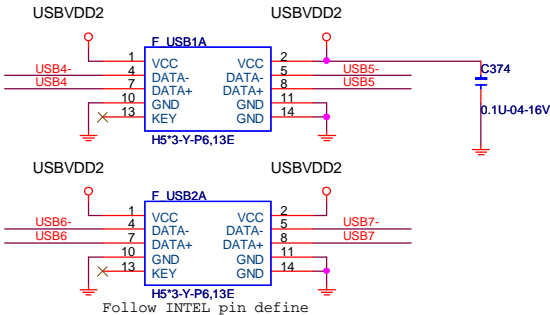 USBVDD2 USBVDD2
F_USB1A
1 VCC VCC 2
USB4- 4 DATA- DATA- 5 USB5-
USB4 7 DATA+ DATA+ 8 USB5
10 GND GND 11
13 KEY GND 14
H5*3-Y-P6,13E
C374
0.1U-04-16V
USBVDD2 USBVDD2
F_USB2A
1 VCC VCC 2
USB6- 4 DATA- DATA- 5 USB7-
USB6 7 DATA+ DATA+ 8 USB7
10 GND GND 11
13 KEY GND 14
H5*3-Y-P6,13E
Follow INTEL pin define